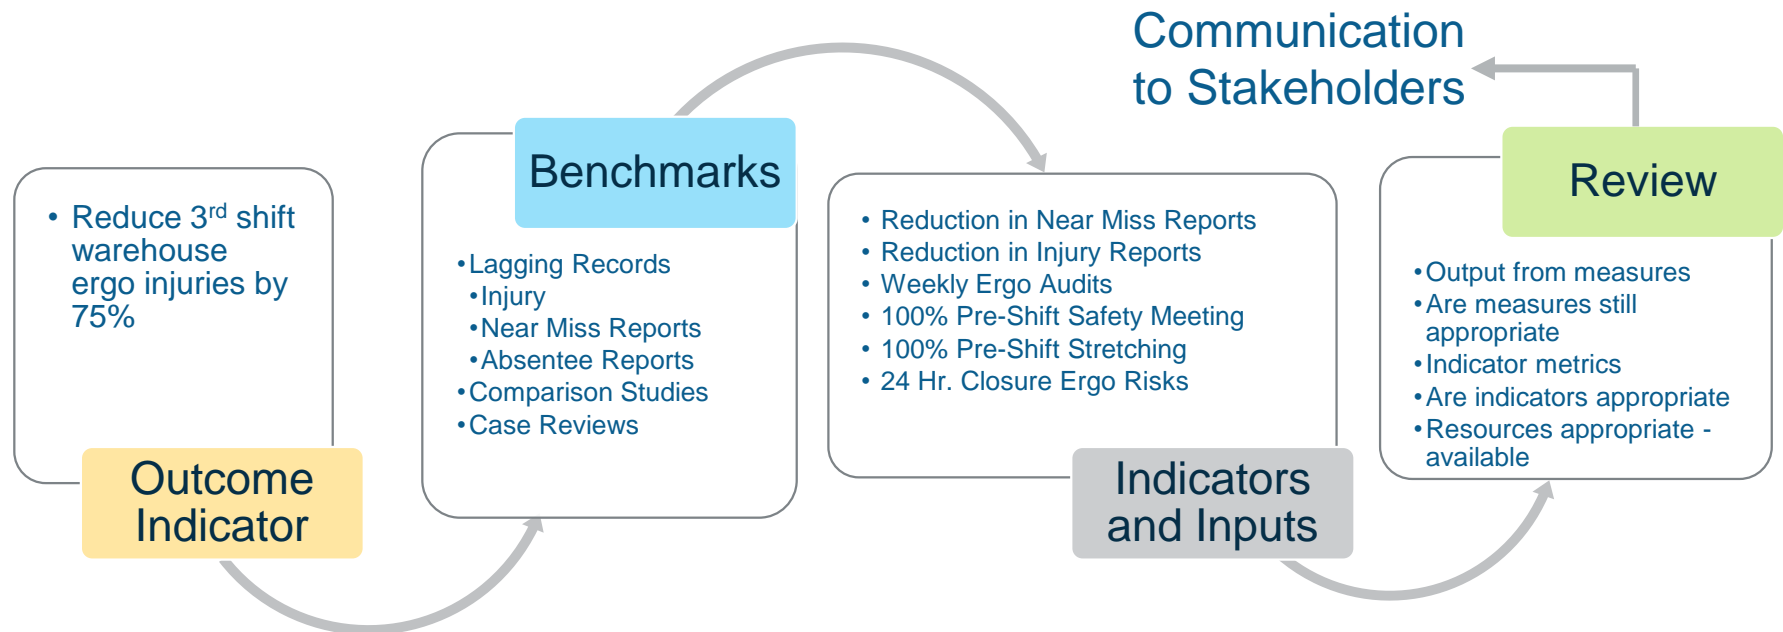 • Reduce 3rd shift
warehouse
ergo injuries by
75%
Outcome
Indicator
Benchmarks
•Lagging Records
•Injury
•Near Miss Reports
•Absentee Reports
•Comparison Studies
•Case Reviews
• Reduction in Near Miss Reports
• Reduction in Injury Reports
• Weekly Ergo Audits
• 100% Pre-Shift Safety Meeting
• 100% Pre-Shift Stretching
• 24 Hr. Closure Ergo Risks
Indicators
and Inputs
Communication
to Stakeholders
Review
•Output from measures
•Are measures still
appropriate
•Indicator metrics
•Are indicators appropriate
•Resources appropriate -
available